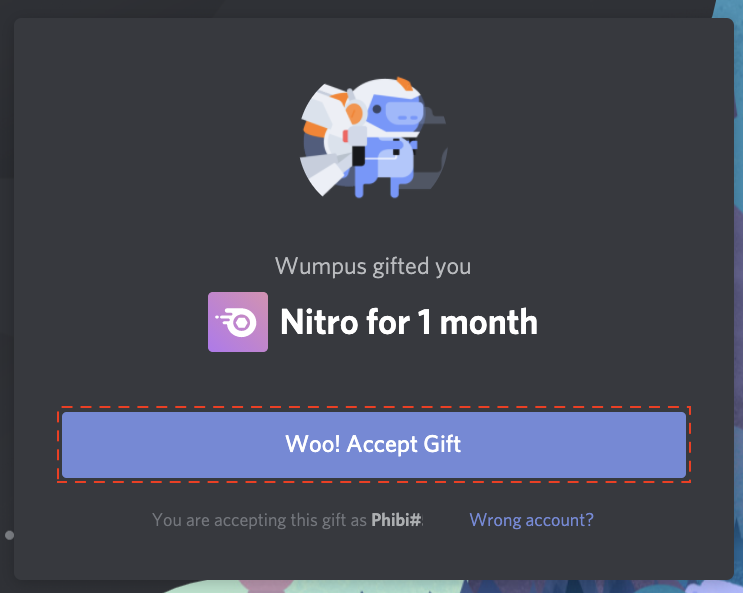 Wumpus gifted you
Nitro for 1 month
Woo! Accept Gift
You are accepting this gift as Phibi#
Wrong account?